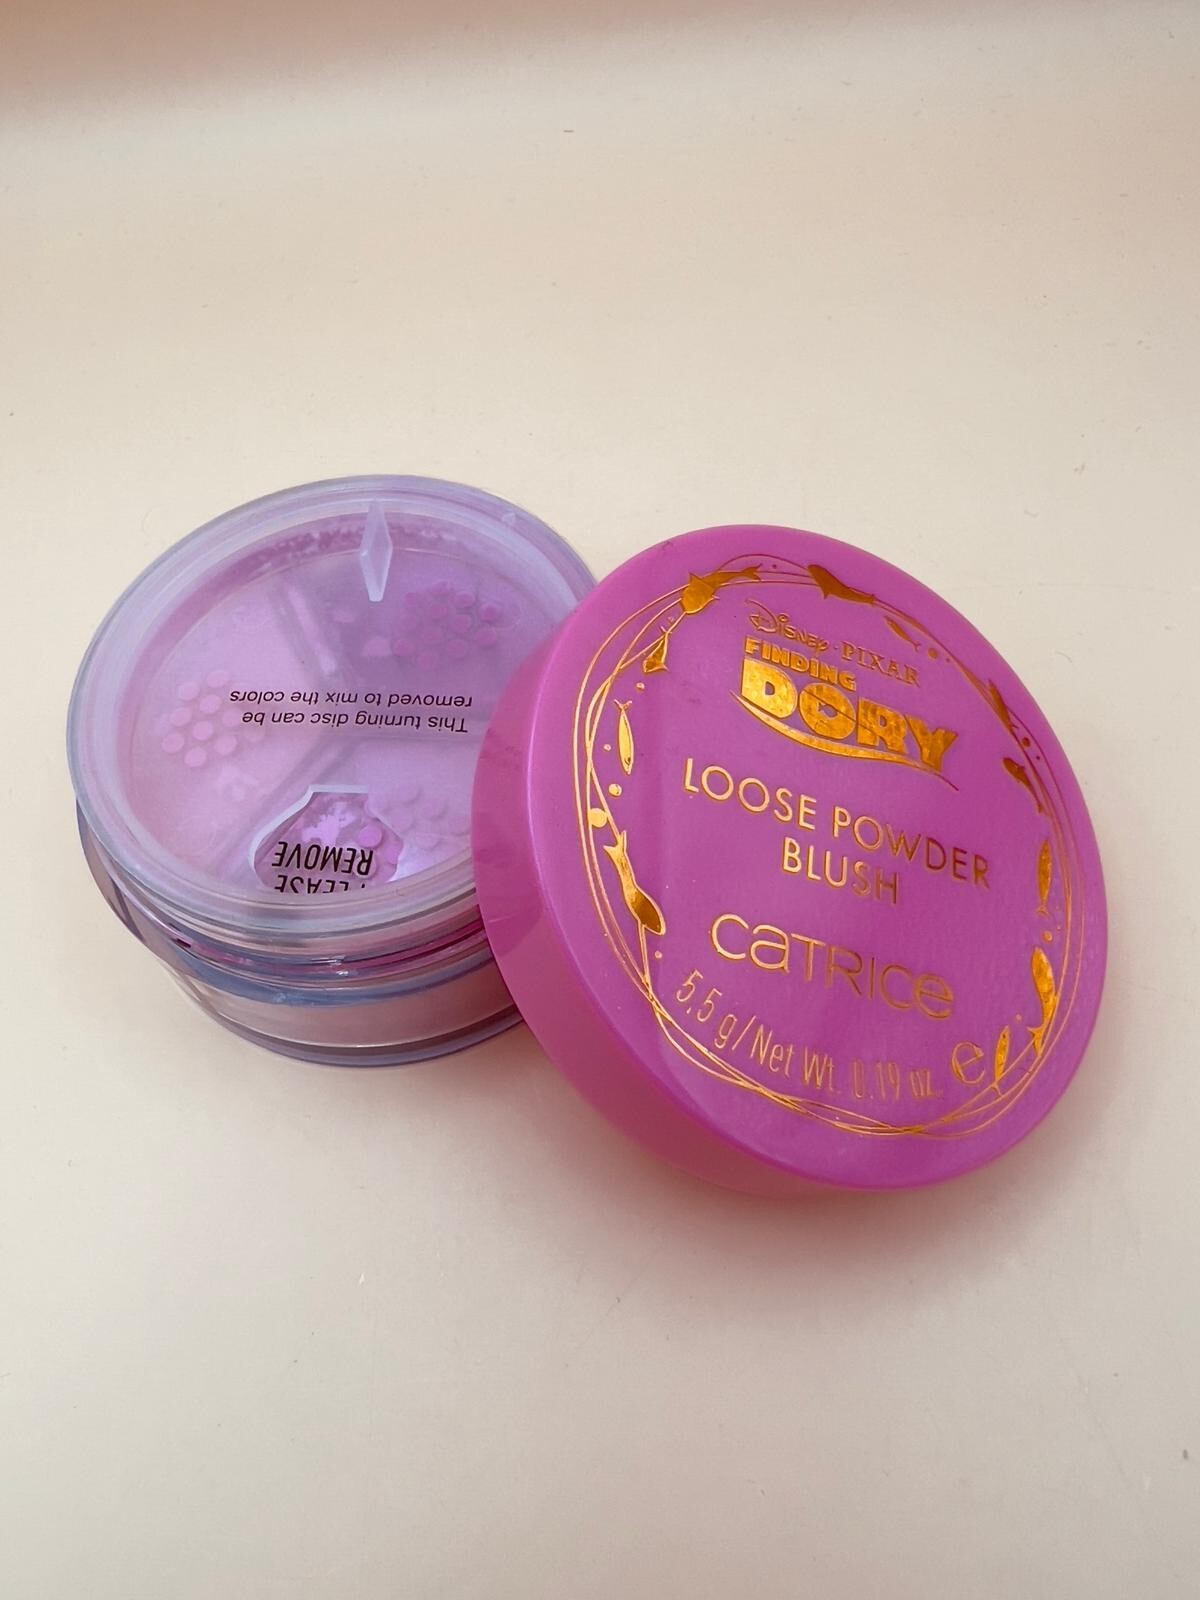 Disney · PIXAR
FINDING
DORY
LOOSE POWDER
BLUSH
CATRICE
5,5 g/Net Wt. 0.19 oz. ℮
This turning disc can be
removed to mix the colors
PLEASE
REMOVE